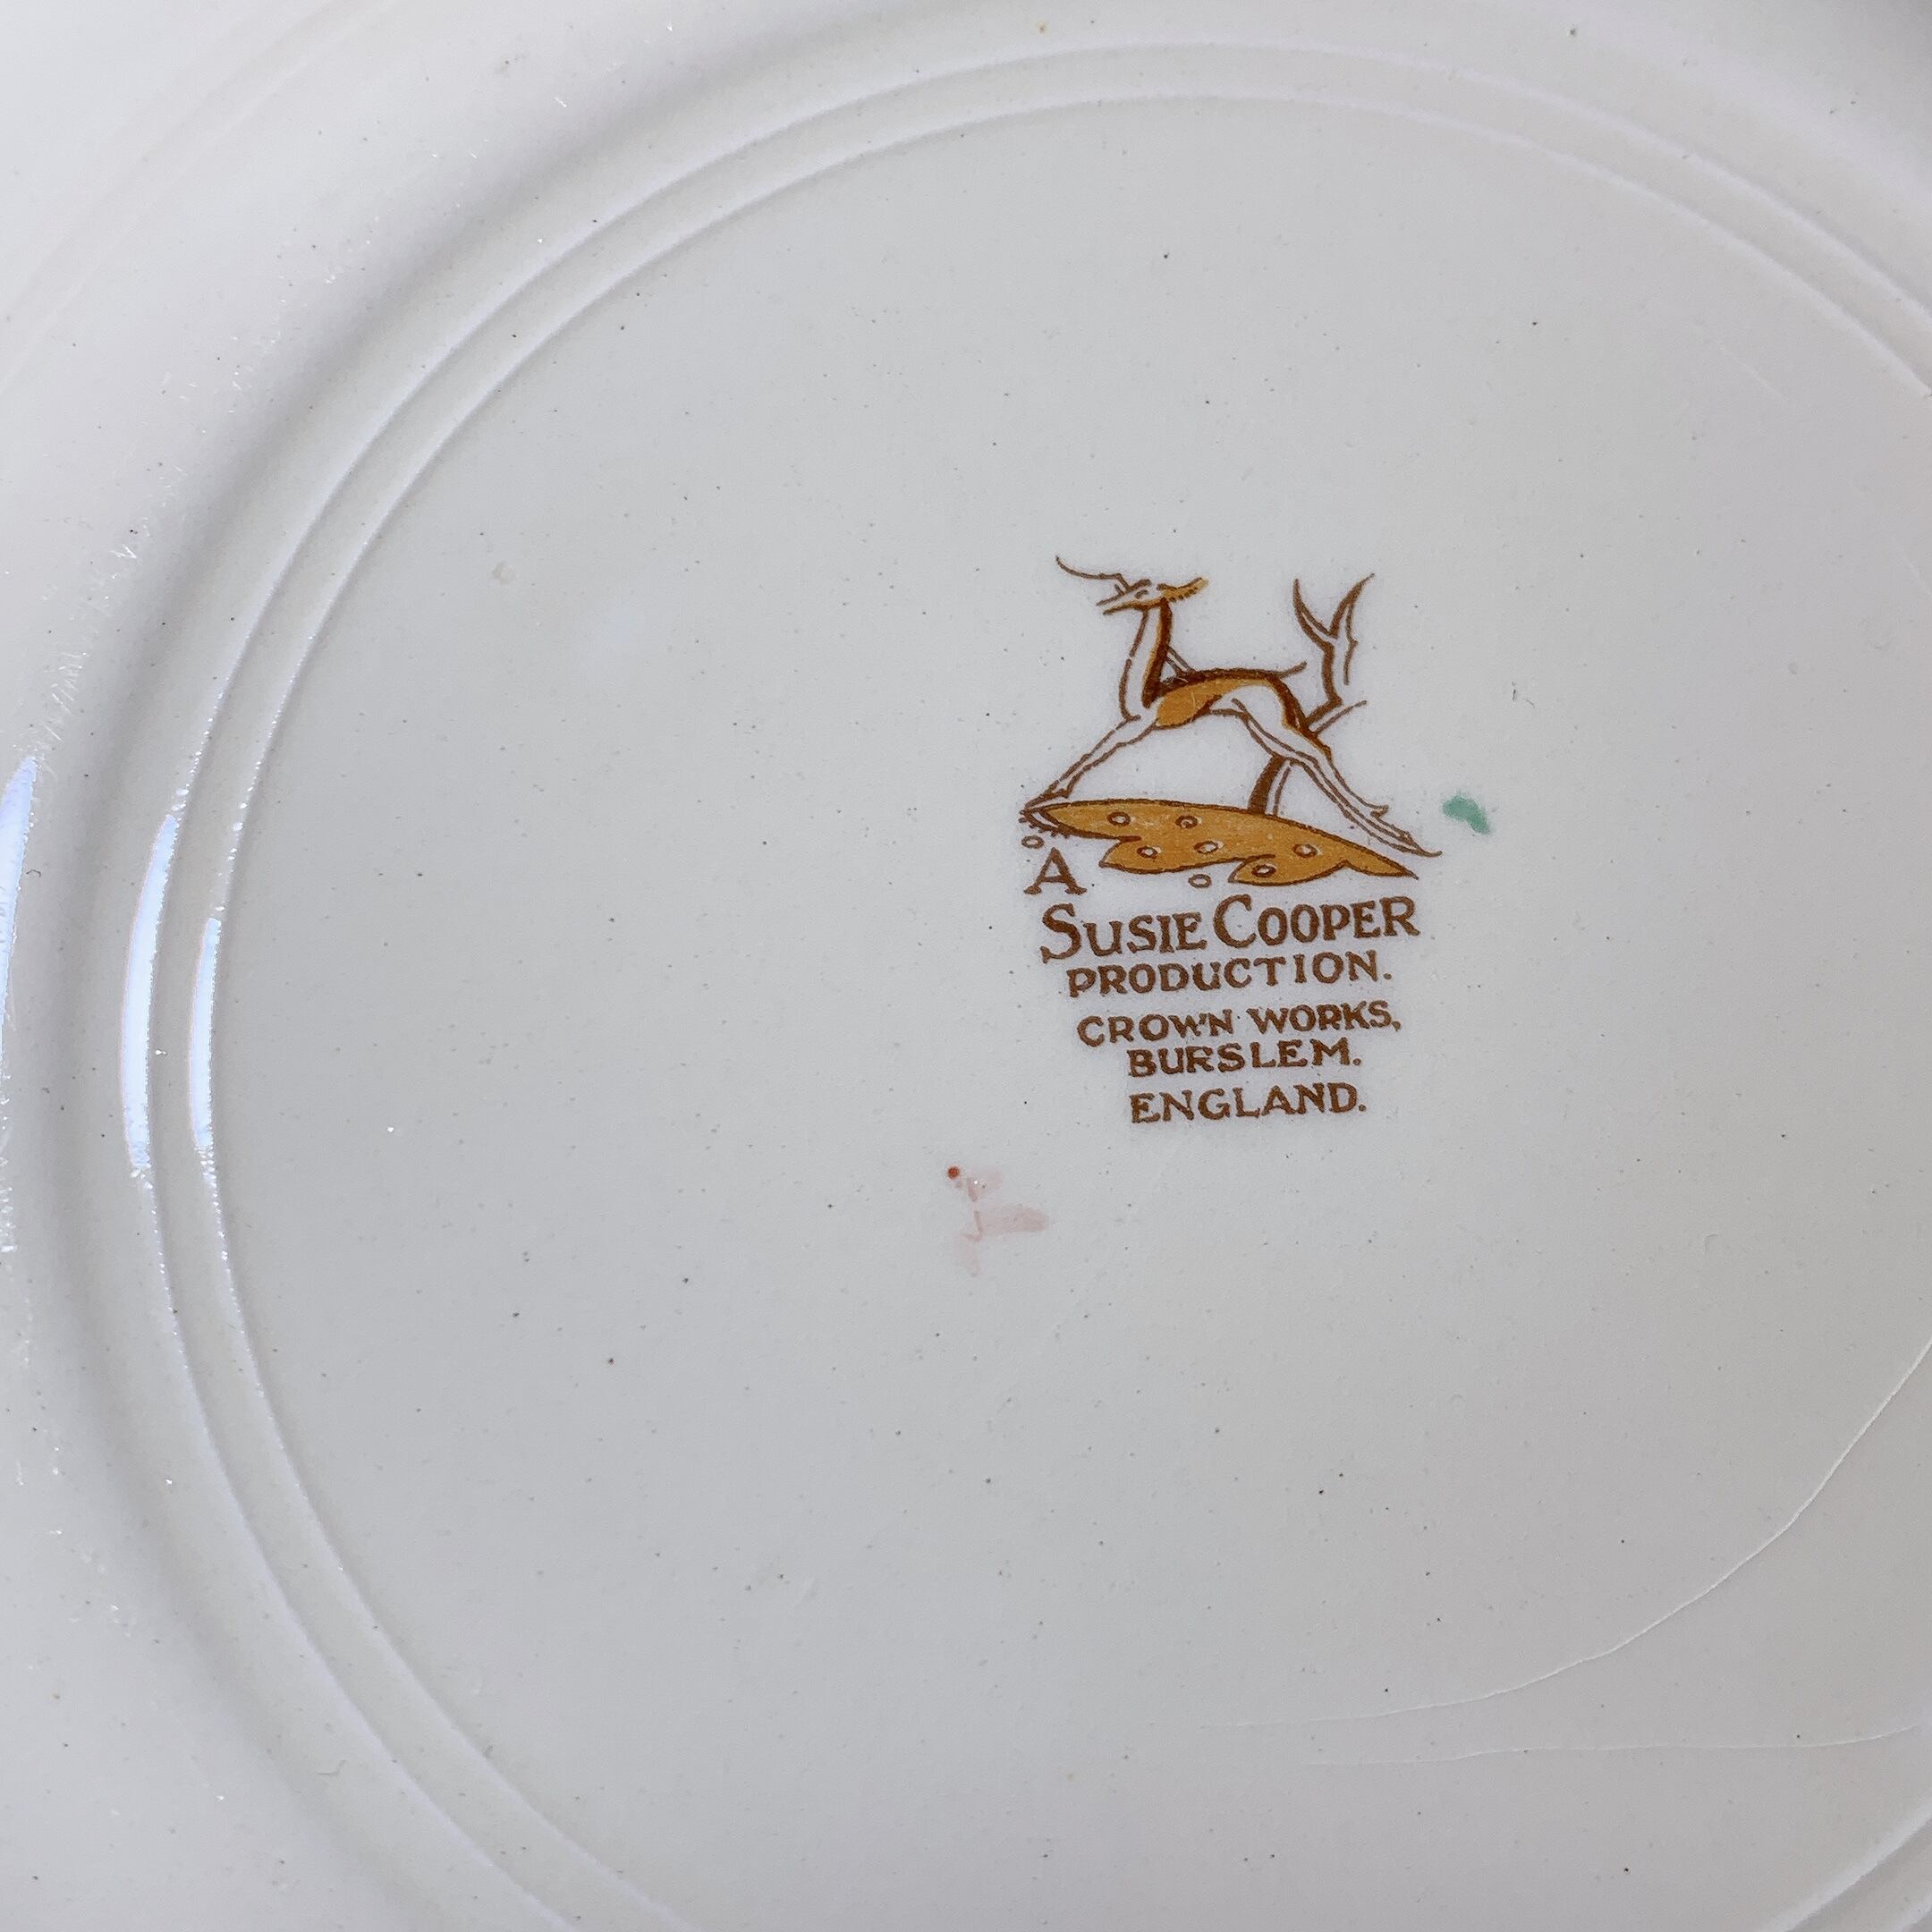 A
SUSIE COOPER
PRODUCTION.
CROWN WORKS,
BURSLEM.
ENGLAND.